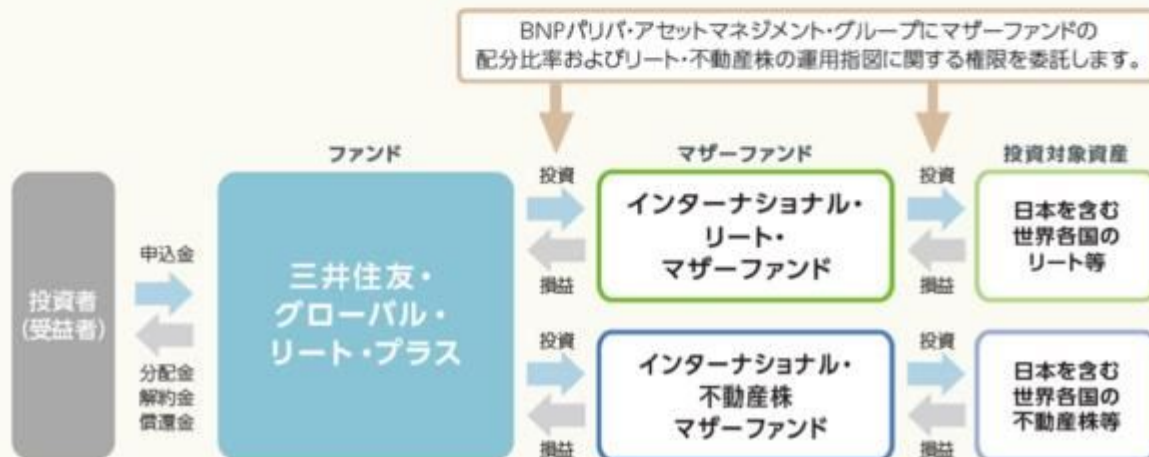 BNPパリバ・アセットマネジメント・グループにマザーファンドの
配分比率およびリート・不動産株の運用指図に関する権限を委託します。
ファンド
マザーファンド
投資対象資産
投資者
(受益者)
申込金
分配金
解約金
償還金
三井住友・
グローバル・
リート・プラス
投資
損益
インターナショナル・
リート・
マザーファンド
投資
損益
日本を含む
世界各国の
リート等
投資
損益
インターナショナル・
不動産株
マザーファンド
投資
損益
日本を含む
世界各国の
不動産株等